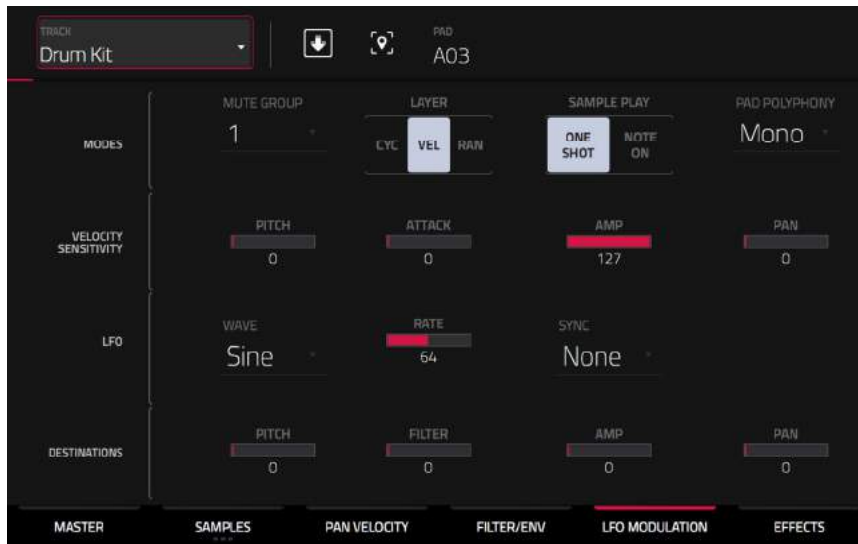 TRACK
Drum Kit
PAD
A03
MODES
MUTE GROUP
1
LAYER
CYC VEL RAN
SAMPLE PLAY
ONE SHOT
NOTE ON
PAD POLYPHONY
Mono
VELOCITY
SENSITIVITY
PITCH
0
ATTACK
0
AMP
127
PAN
0
LFO
WAVE
Sine
RATE
64
SYNC
None
DESTINATIONS
PITCH
0
FILTER
0
AMP
0
PAN
0
MASTER SAMPLES PAN VELOCITY FILTER/ENV LFO MODULATION EFFECTS